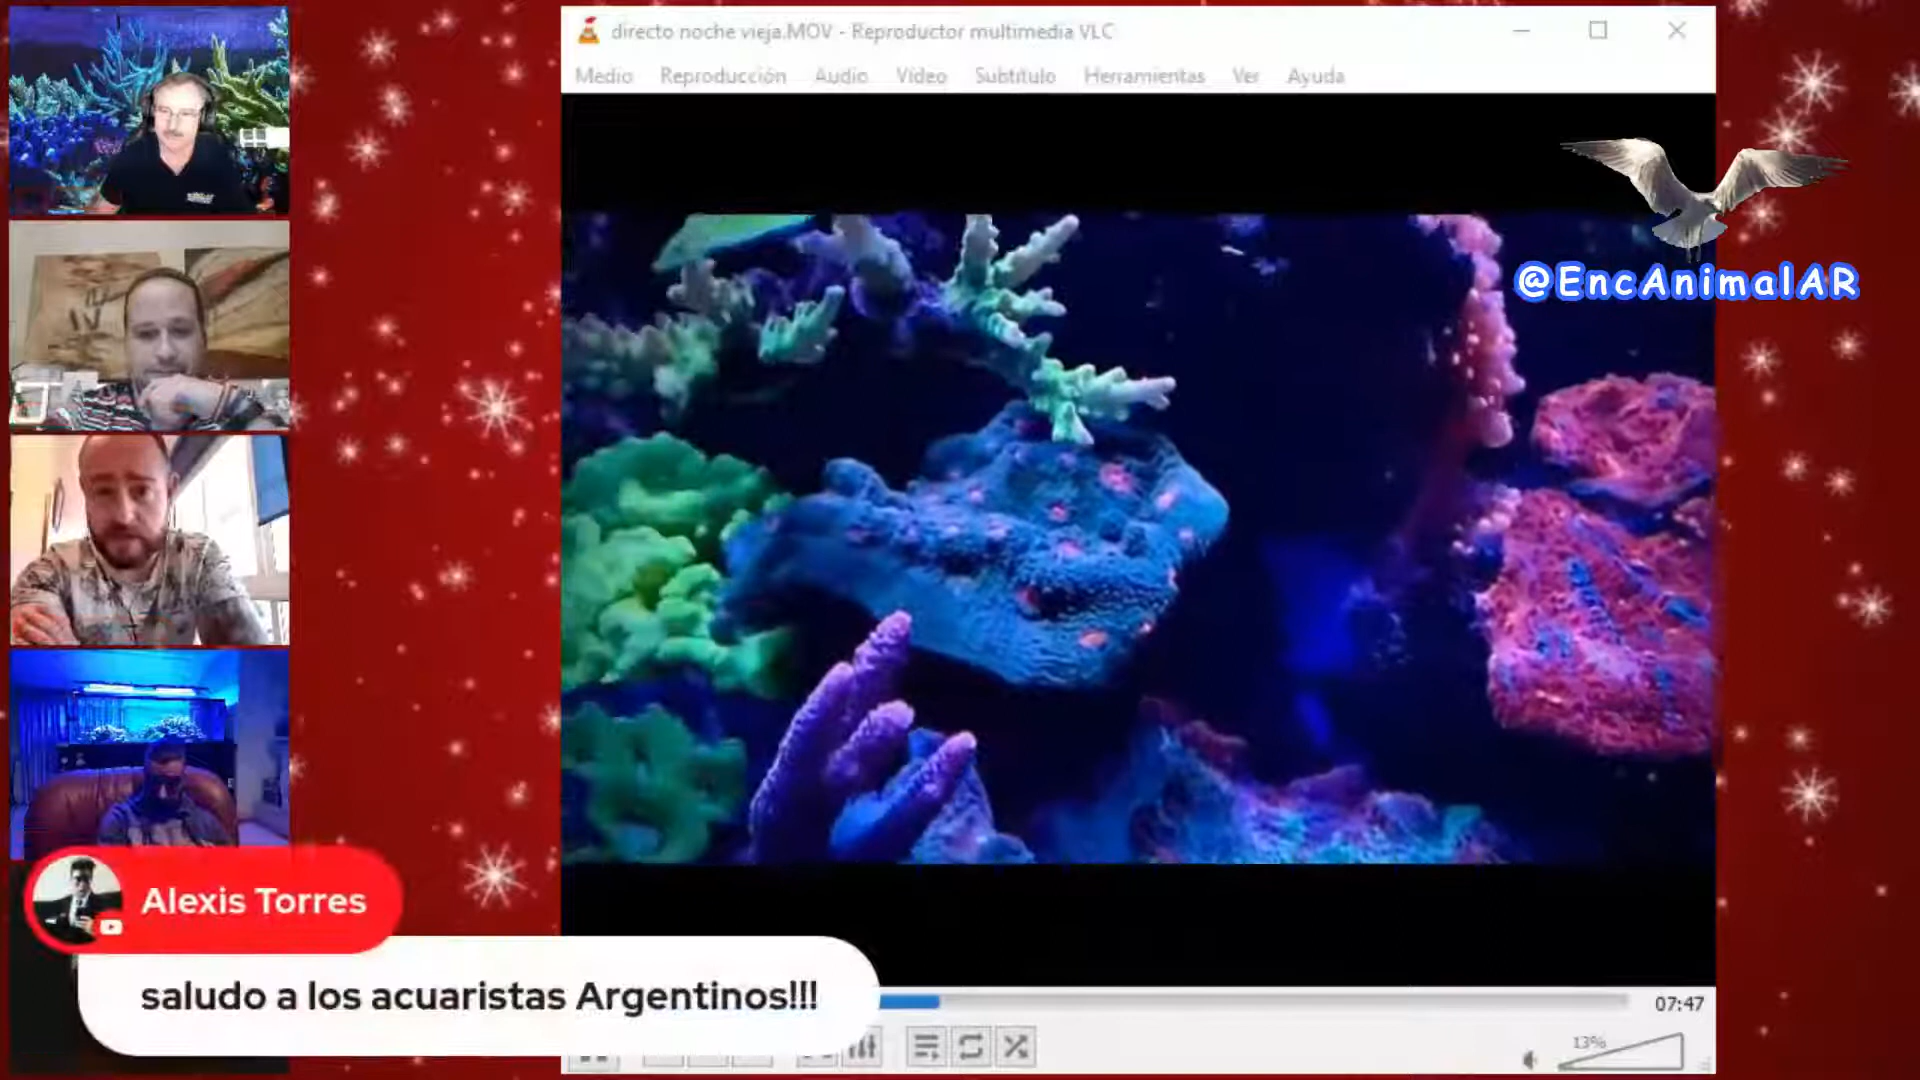 directo noche vieja.MOV - Reproductor multimedia VLC
Medio Reproducción Audio Vídeo Subtítulo Herramientas Ver Ayuda
@EncAnimalAR
Alexis Torres
saludo a los acuaristas Argentinos!!!
07:47
13%